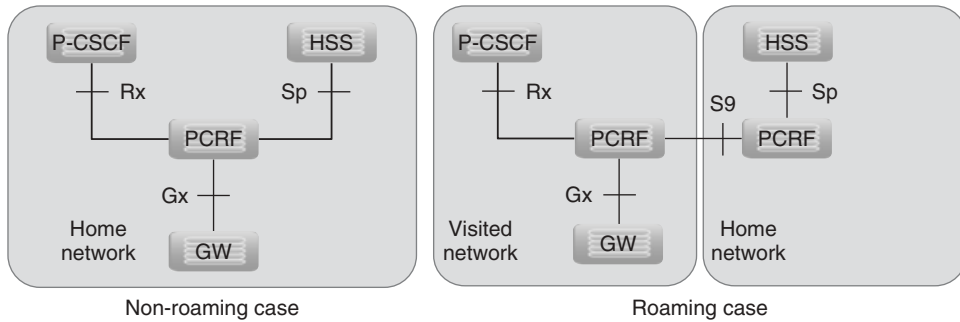 P-CSCF
HSS
Rx
Sp
PCRF
Gx
Home
network
GW
Non-roaming case
P-CSCF
HSS
Rx
S9
Sp
PCRF
PCRF
Gx
Visited
network
GW
Home
network
Roaming case